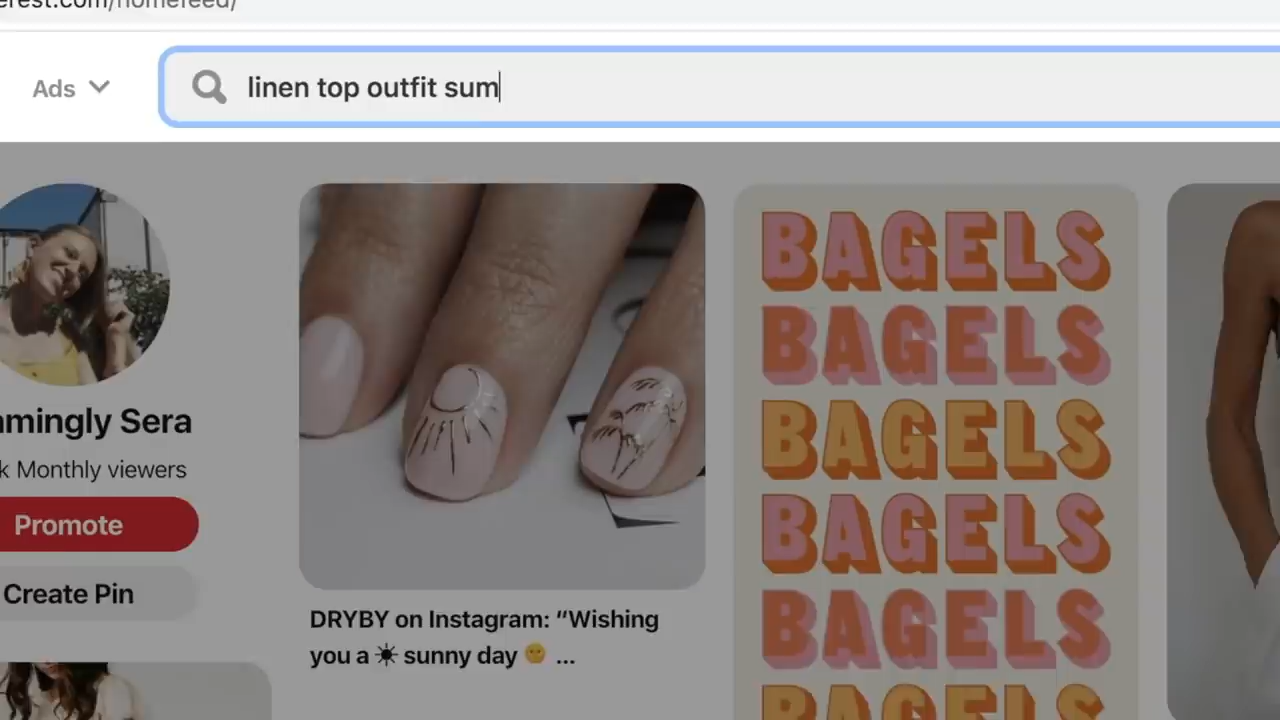 erest.com/homefeed/
Ads
linen top outfit sum
amingly Sera
k Monthly viewers
Promote
Create Pin
DRYBY on Instagram: “Wishing
you a ☀ sunny day 🙂 ...
BAGELS
BAGELS
BAGELS
BAGELS
BAGELS
BAGELS